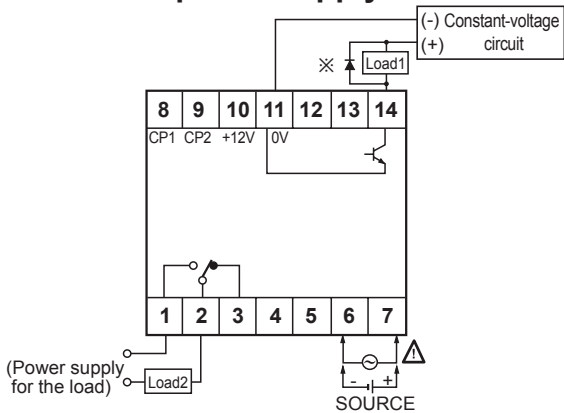 (-) Constant-voltage
(+) circuit
※ Load1
8 9 10 11 12 13 14
CP1 CP2 +12V 0V
1 2 3 4 5 6 7
(Power supply
for the load)
Load2
- +
SOURCE